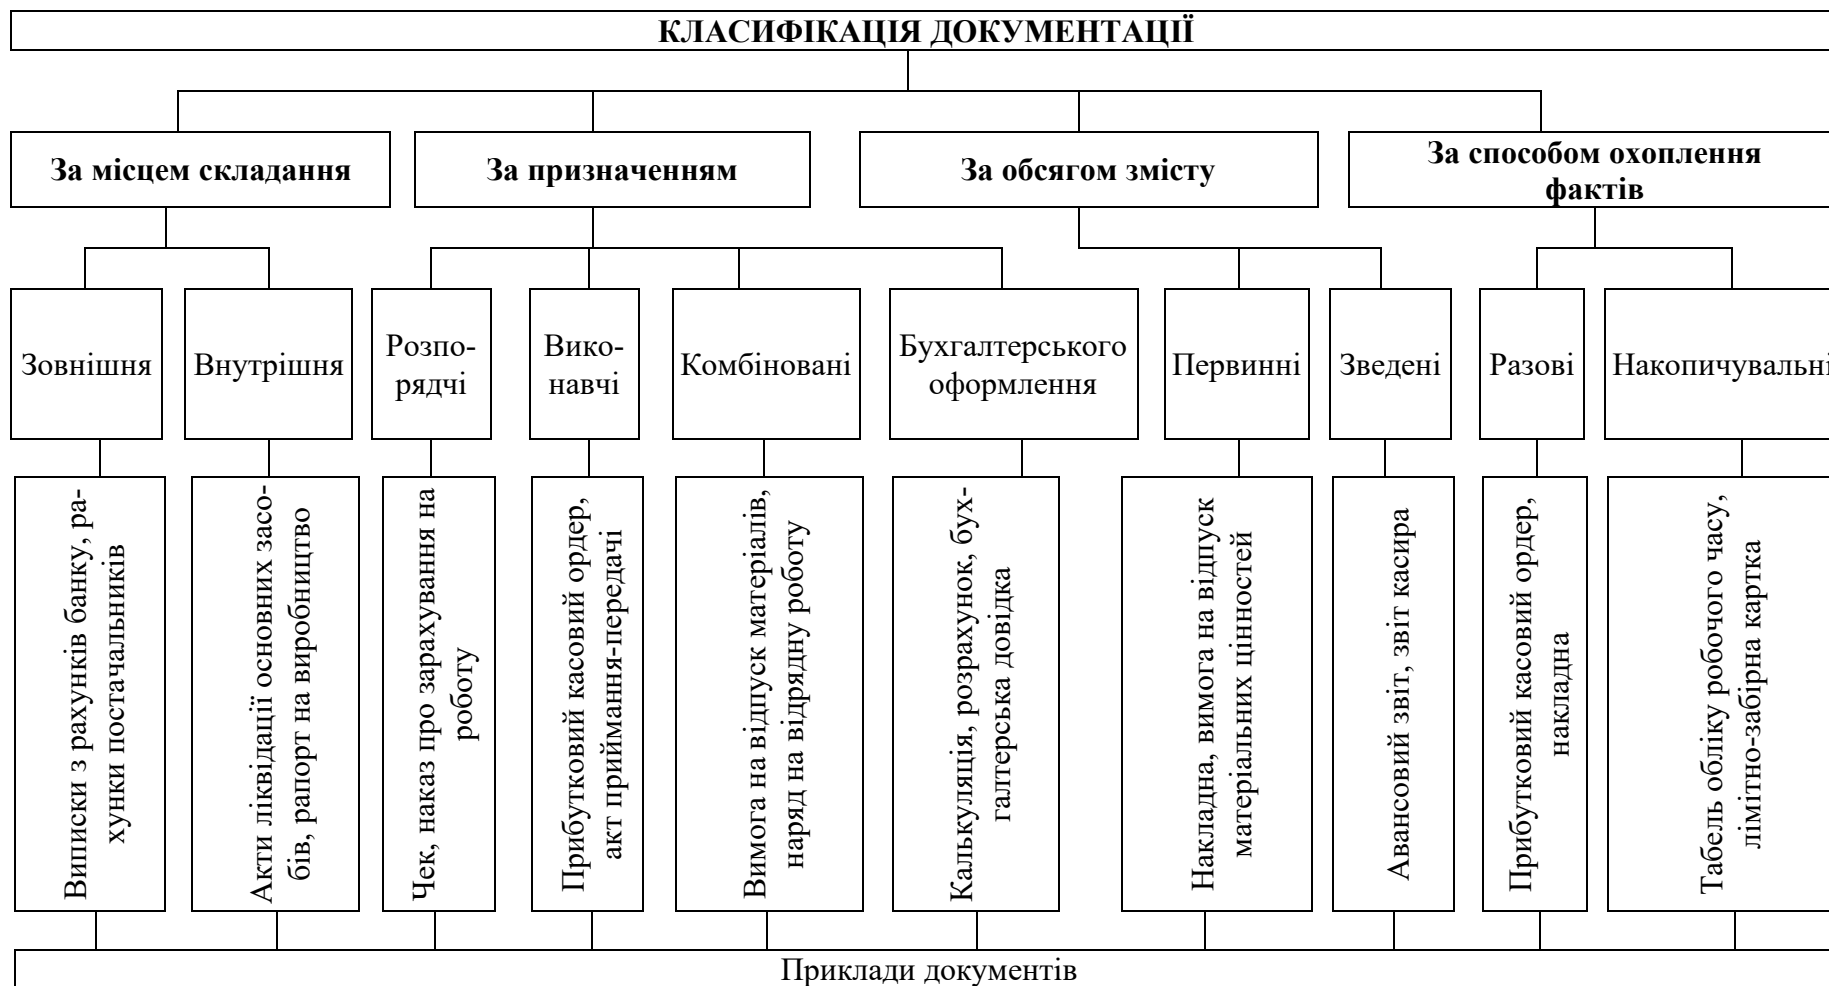 КЛАСИФІКАЦІЯ ДОКУМЕНТАЦІЇ
За місцем складання
За призначенням
За обсягом змісту
За способом охоплення
фактів
Зовнішня
Внутрішня
Розпо-
рядчі
Вико-
навчі
Комбіновані
Бухгалтерського
оформлення
Первинні
Зведені
Разові
Накопичувальні
Виписки з рахунків банку, ра-
хунки постачальників
Акти ліквідації основних засо-
бів, рапорт на виробництво
Чек, наказ про зарахування на
роботу
Прибутковий касовий ордер,
акт приймання-передачі
Вимога на відпуск матеріалів,
наряд на відрядну роботу
Калькуляція, розрахунок, бух-
галтерська довідка
Накладна, вимога на відпуск
матеріальних цінностей
Авансовий звіт, звіт касира
Прибутковий касовий ордер,
накладна
Табель обліку робочого часу,
лімітно-забірна картка
Приклади документів